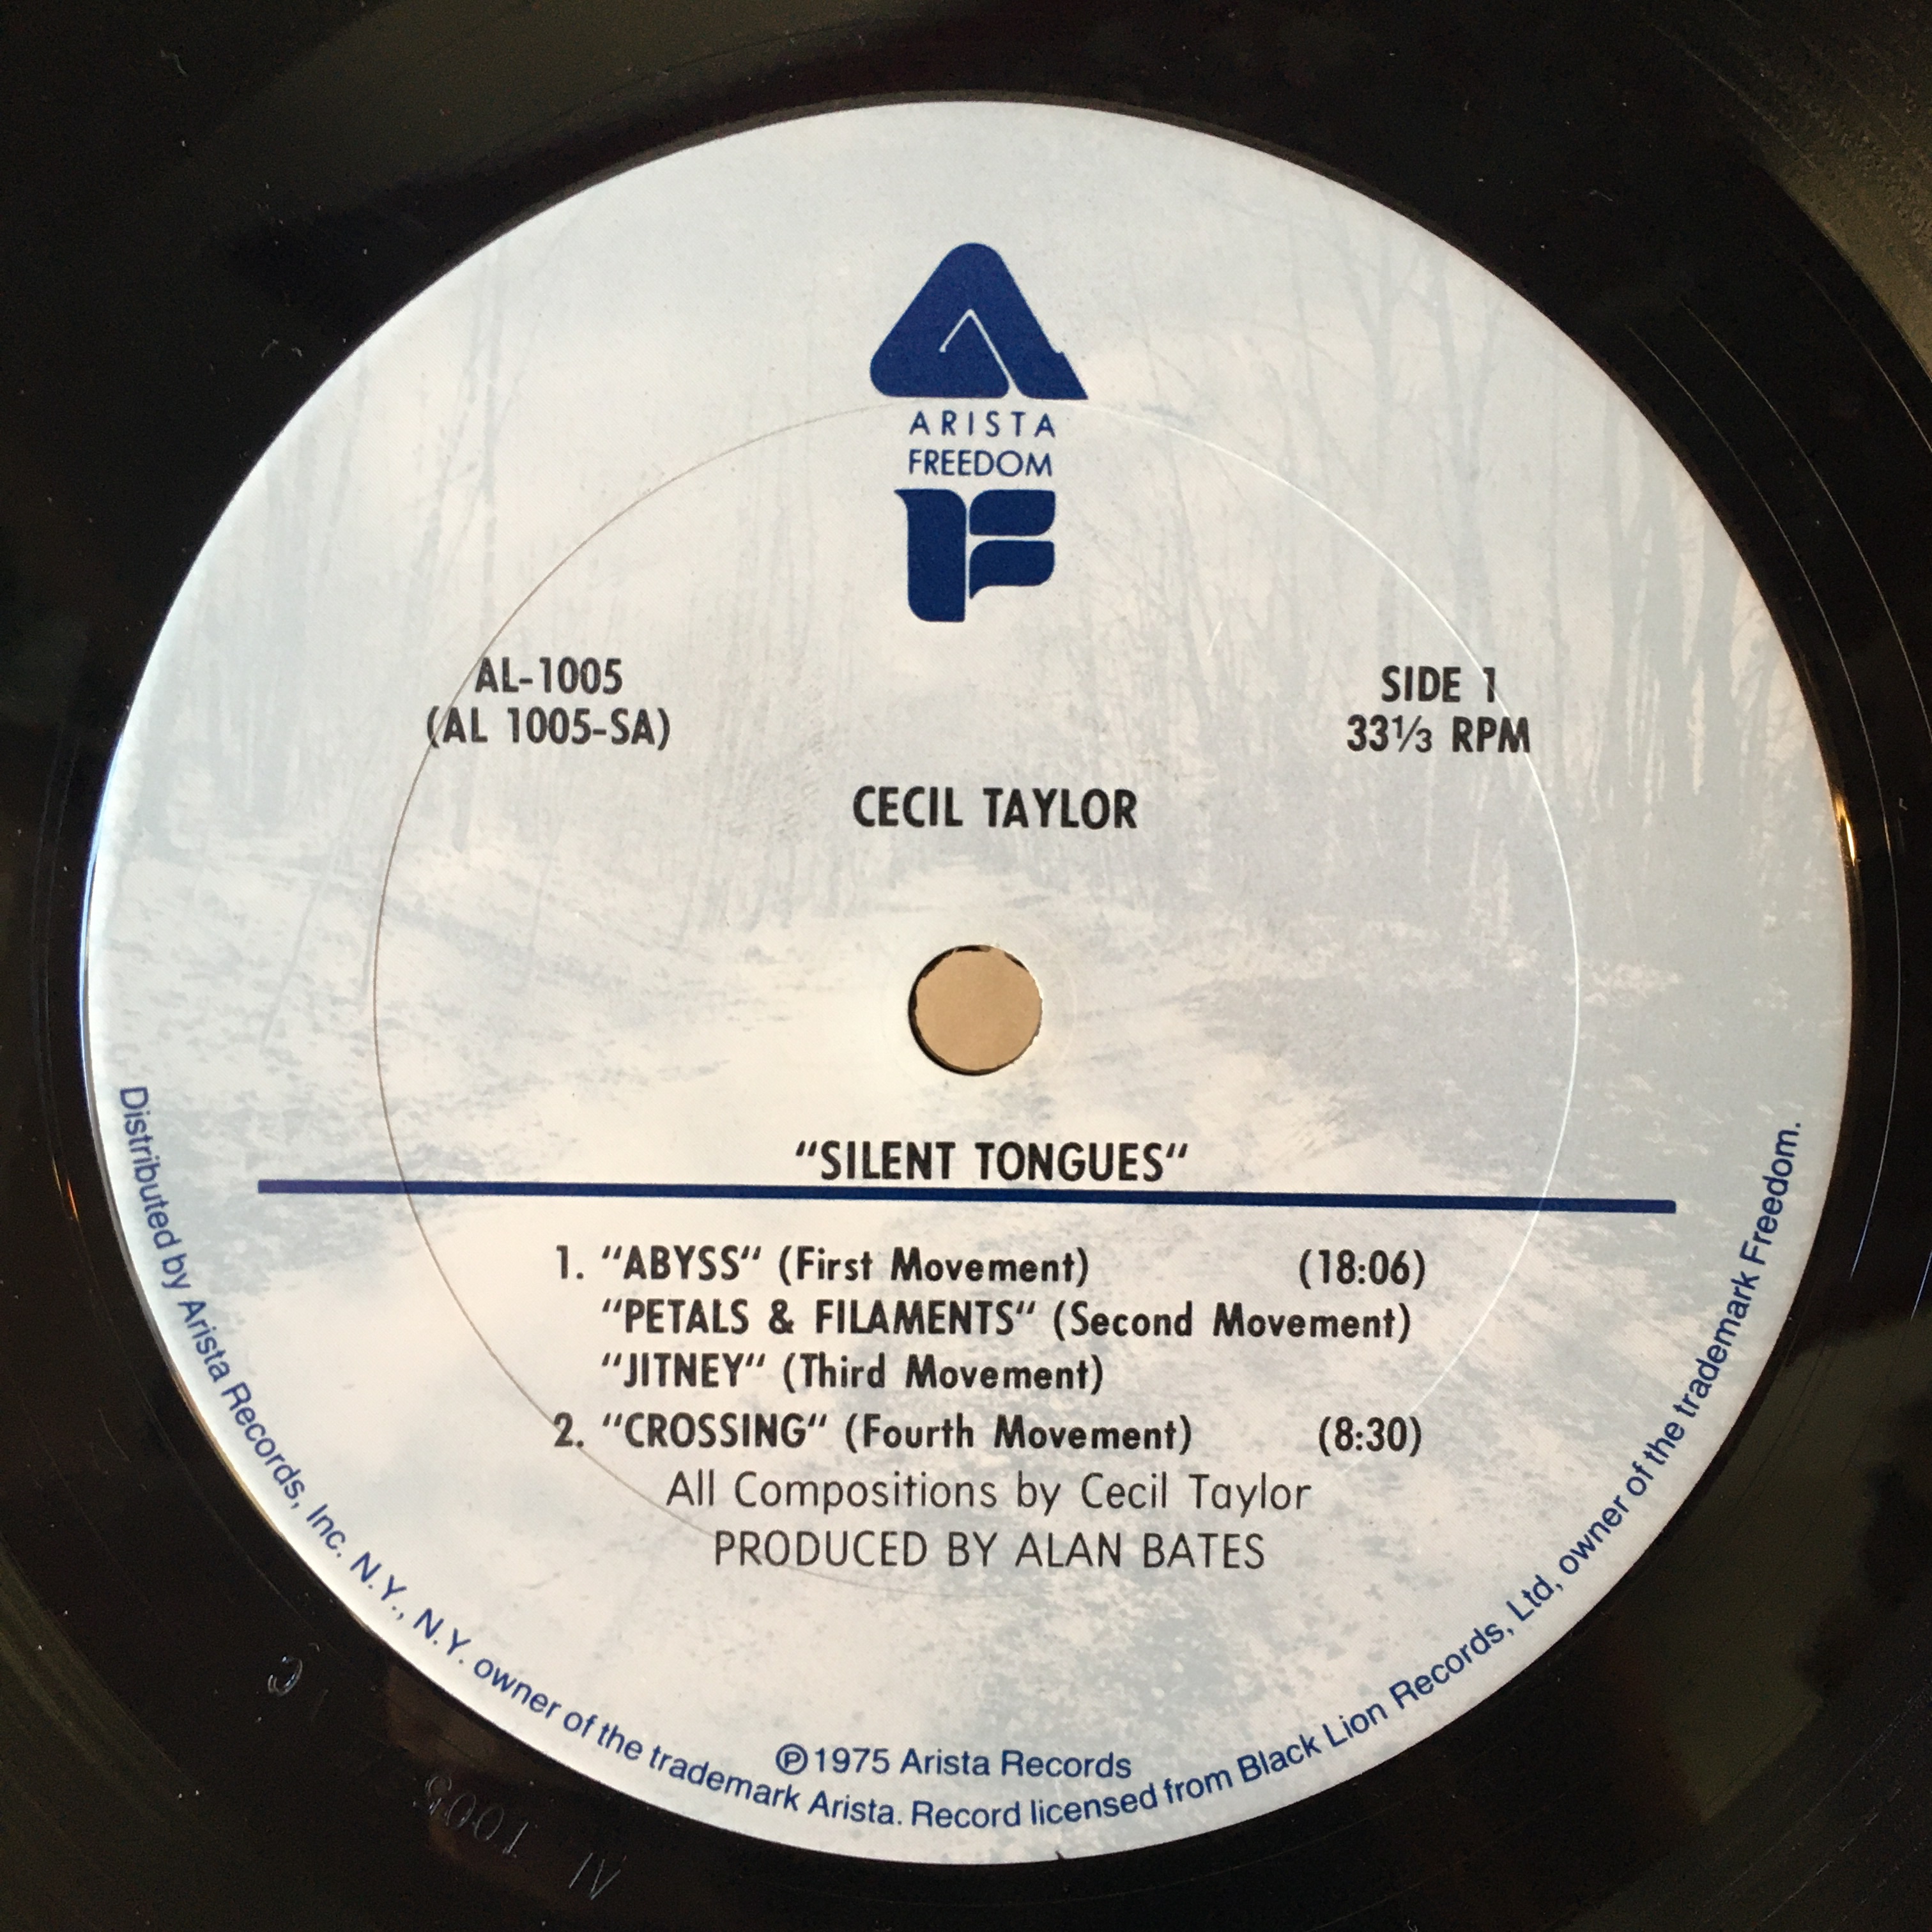 ARISTA
FREEDOM
AL-1005
(AL 1005-SA)
SIDE 1
33⅓ RPM
CECIL TAYLOR
"SILENT TONGUES"
1. "ABYSS" (First Movement) (18:06)
"PETALS & FILAMENTS" (Second Movement)
"JITNEY" (Third Movement)
2. "CROSSING" (Fourth Movement) (8:30)
All Compositions by Cecil Taylor
PRODUCED BY ALAN BATES
℗1975 Arista Records
Distributed by Arista Records, Inc. N.Y., N.Y. owner of the trademark Arista. Record licensed from Black Lion Records, Ltd, owner of the trademark Freedom.